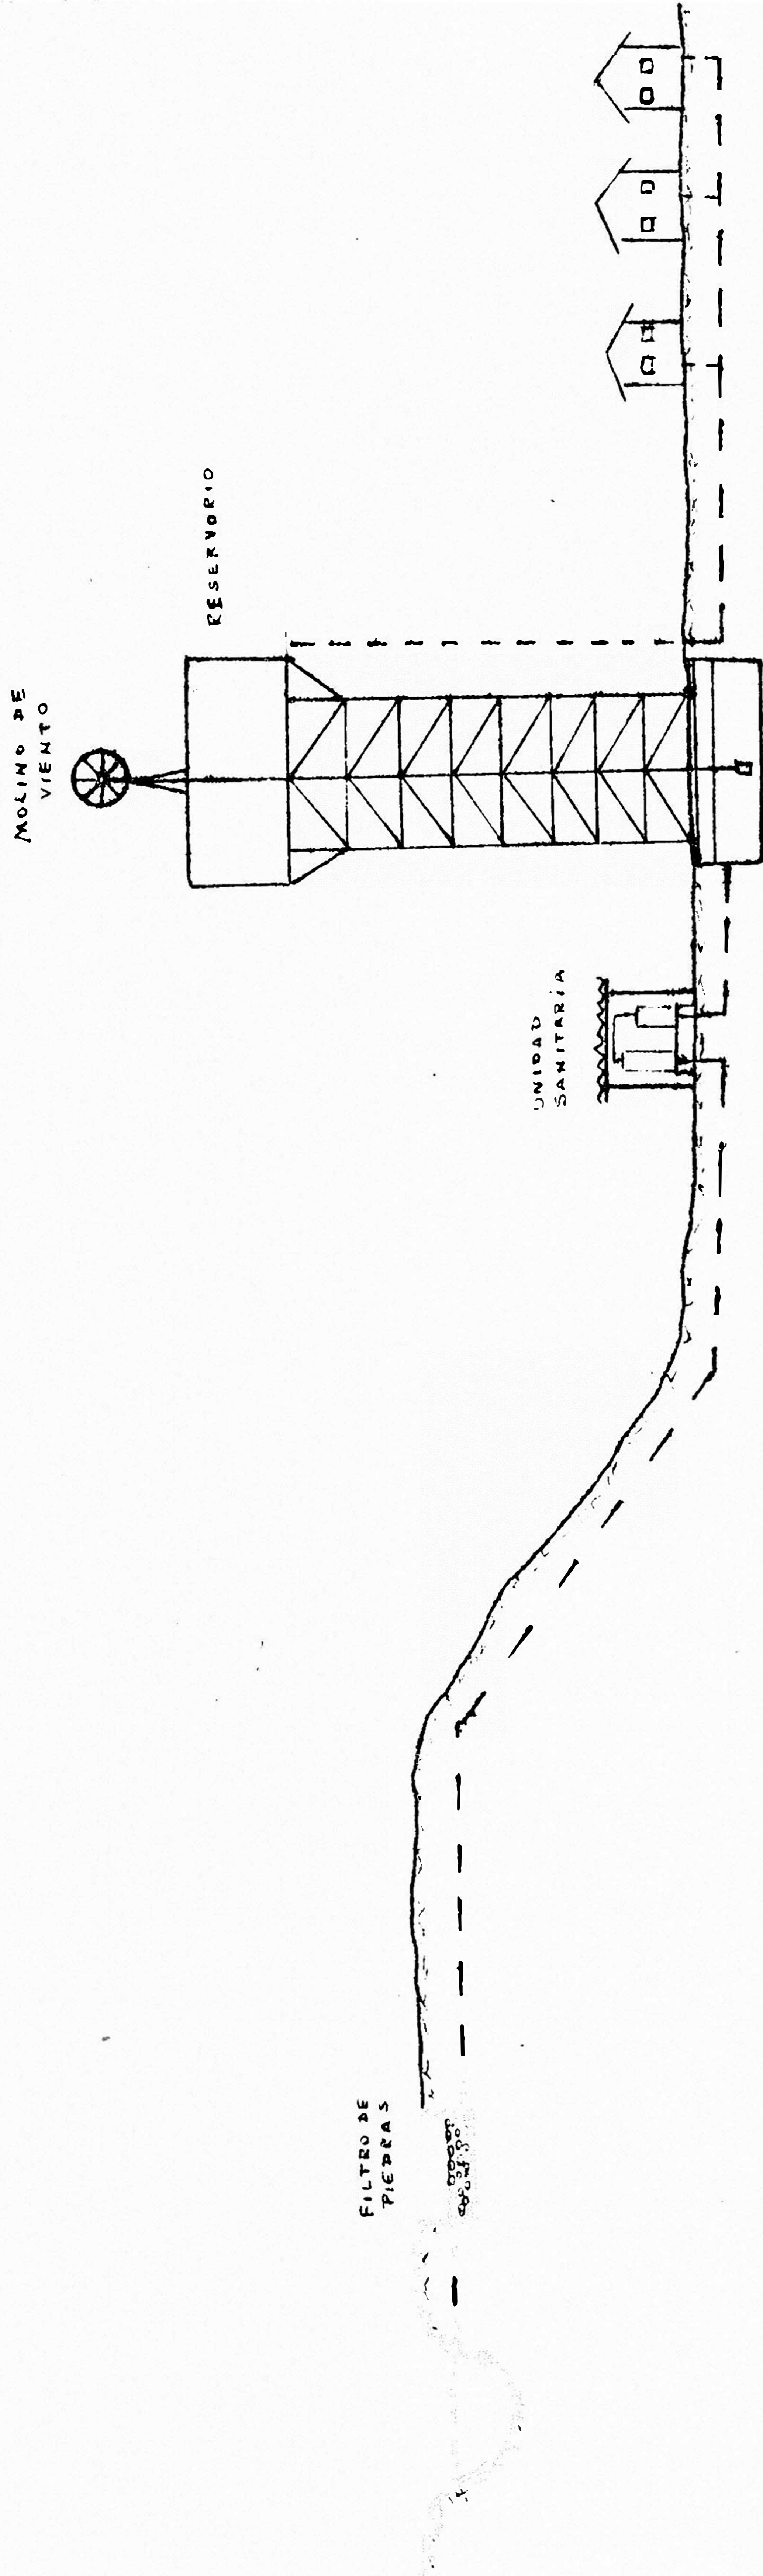 MOLINO DE
VIENTO
RESERVORIO
UNIDAD
SANITARIA
FILTRO DE
PIEDRAS